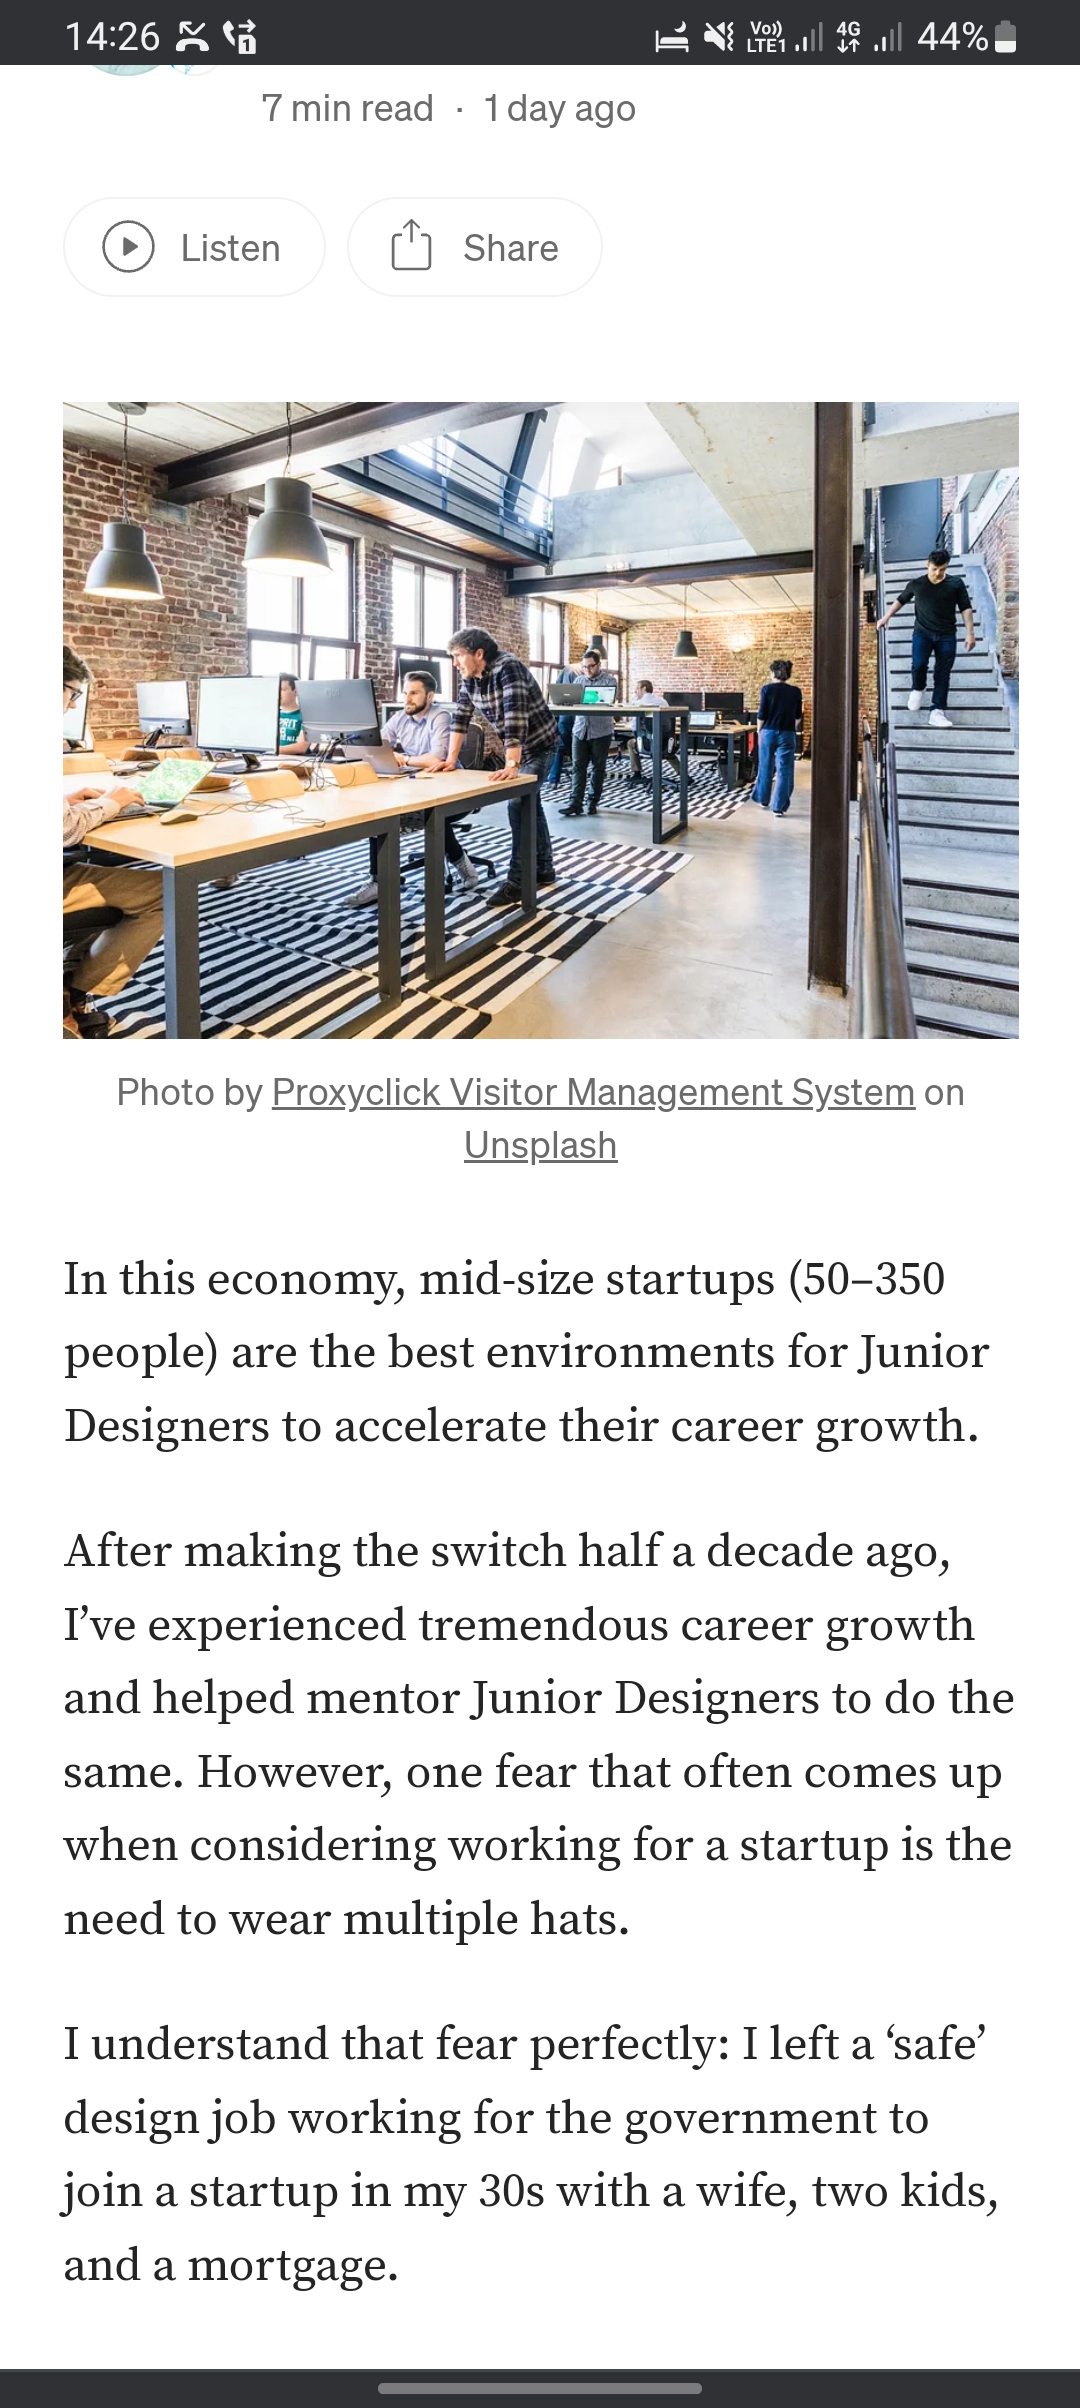 14:26
1
Vo))
LTE1
4G
44%
7 min read · 1 day ago
Listen
Share
Photo by Proxyclick Visitor Management System on
Unsplash
In this economy, mid-size startups (50–350
people) are the best environments for Junior
Designers to accelerate their career growth.
After making the switch half a decade ago,
I’ve experienced tremendous career growth
and helped mentor Junior Designers to do the
same. However, one fear that often comes up
when considering working for a startup is the
need to wear multiple hats.
I understand that fear perfectly: I left a ‘safe’
design job working for the government to
join a startup in my 30s with a wife, two kids,
and a mortgage.